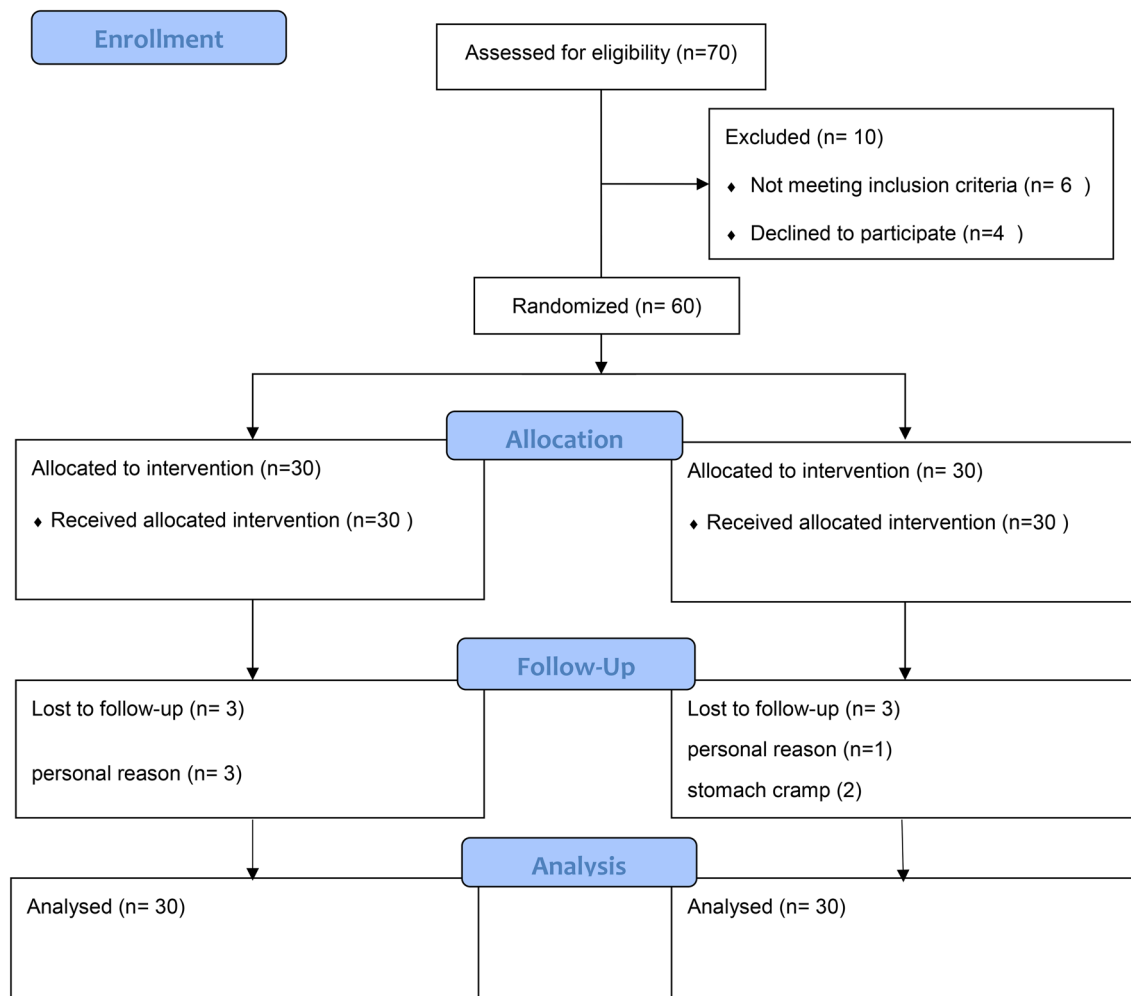 Enrollment
Assessed for eligibility (n=70)
Excluded (n= 10)
♦ Not meeting inclusion criteria (n= 6 )
♦ Declined to participate (n=4 )
Randomized (n= 60)
Allocation
Allocated to intervention (n=30)
♦ Received allocated intervention (n=30 )
Allocated to intervention (n= 30)
♦ Received allocated intervention (n=30 )
Follow-Up
Lost to follow-up (n= 3)
personal reason (n= 3)
Lost to follow-up (n= 3)
personal reason (n=1)
stomach cramp (2)
Analysis
Analysed (n= 30)
Analysed (n= 30)